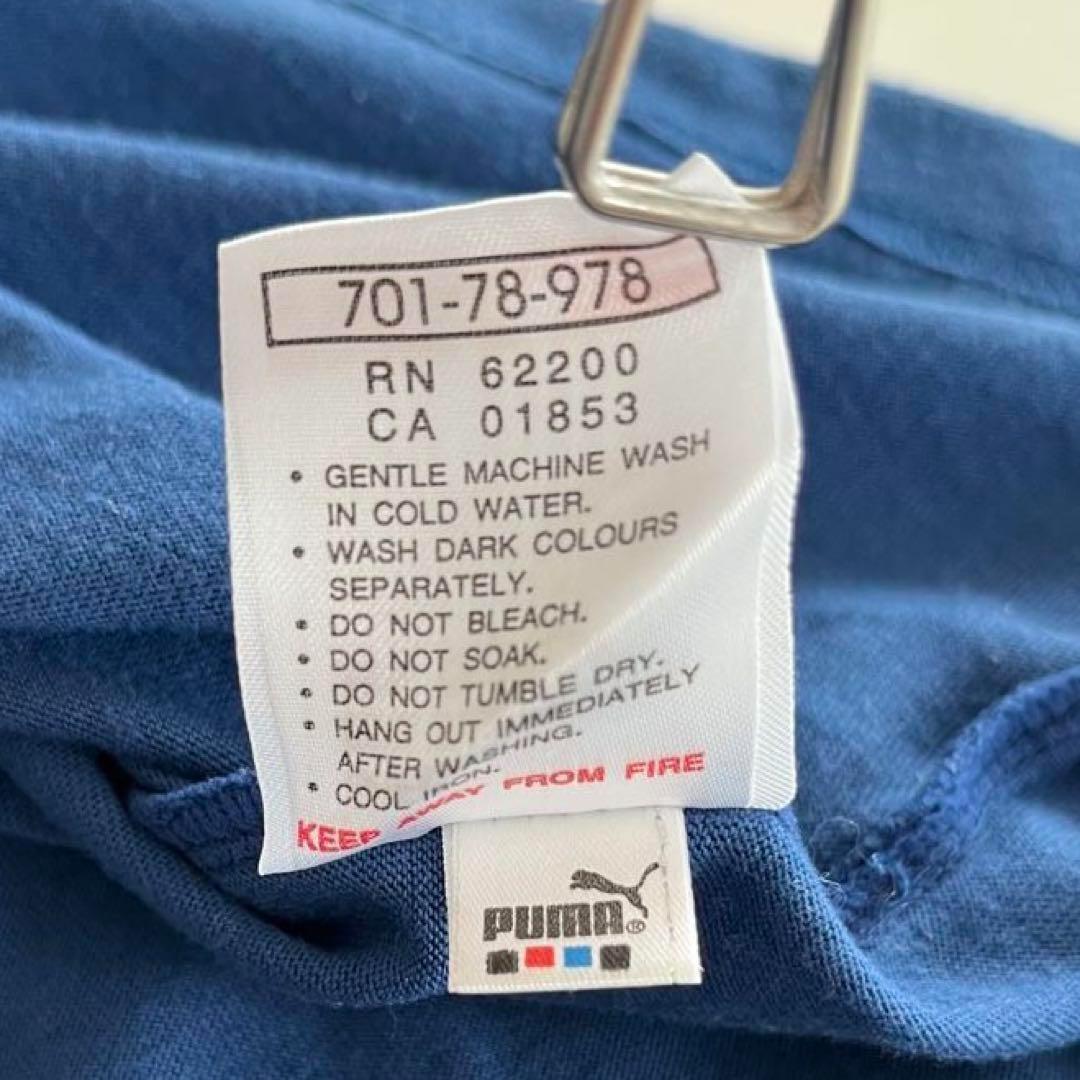 701-78-978
RN 62200
CA 01853
• GENTLE MACHINE WASH
IN COLD WATER.
• WASH DARK COLOURS
SEPARATELY.
• DO NOT BLEACH.
• DO NOT SOAK.
• DO NOT TUMBLE DRY.
• HANG OUT IMMEDIATELY
AFTER WASHING.
• COOL IRON.
KEEP AWAY FROM FIRE
PUMA®